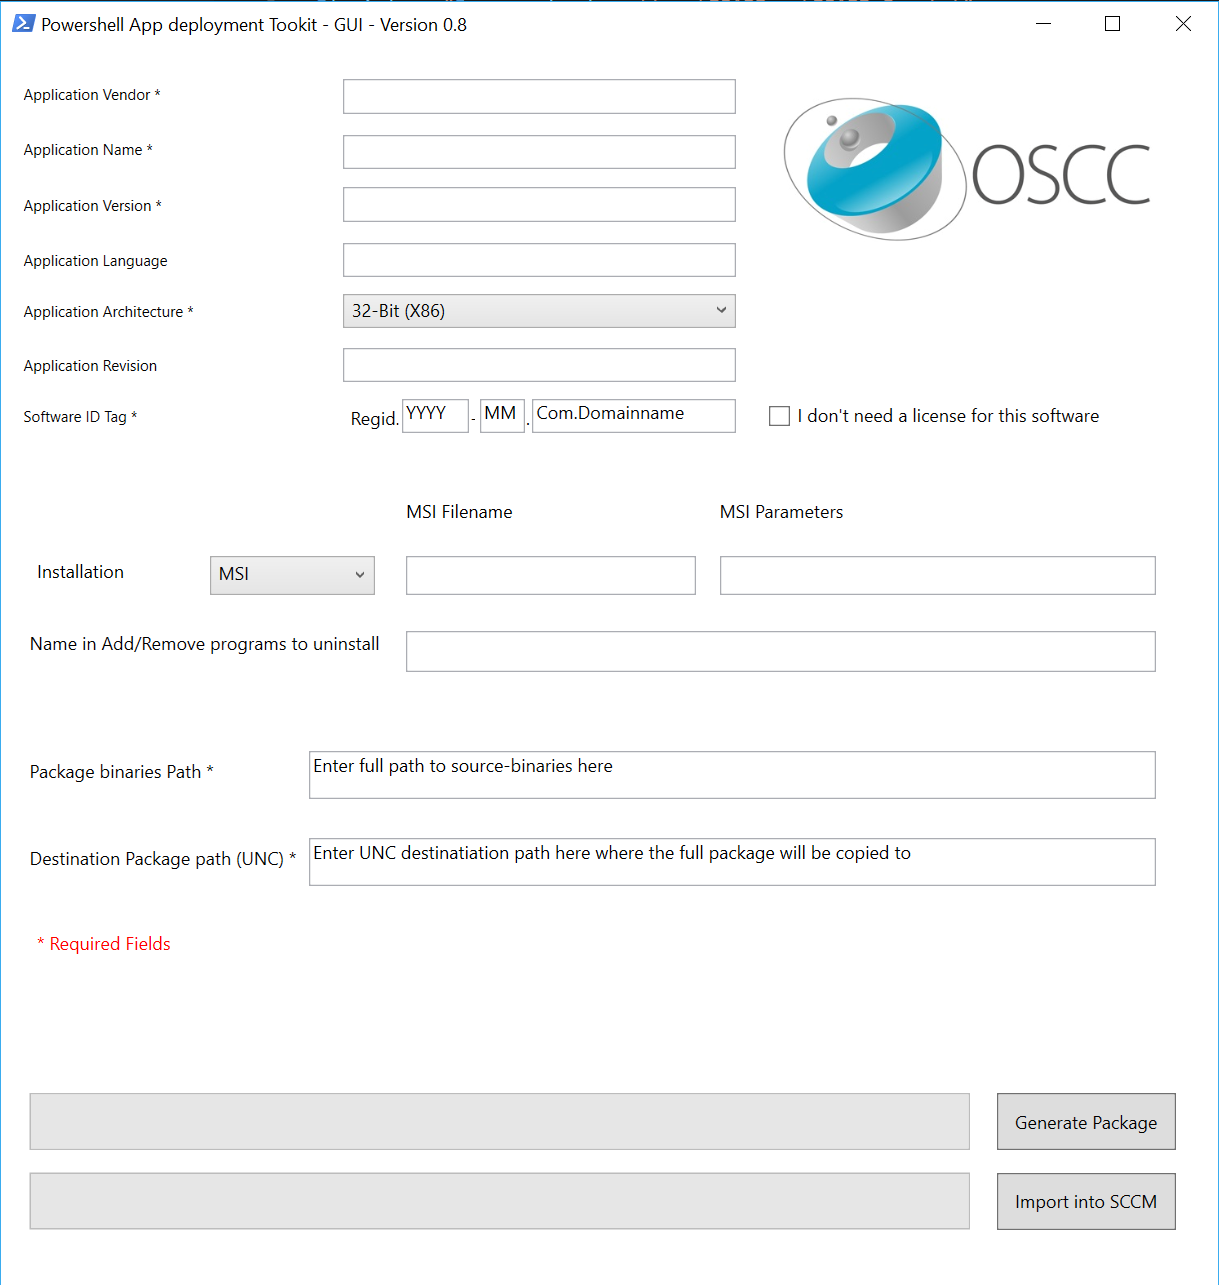 Powershell App deployment Tookit - GUI - Version 0.8
Application Vendor *
OSCC
Application Name *
Application Version *
Application Language
Application Architecture * 32-Bit (X86)
Application Revision
Software ID Tag * Regid. YYYY - MM . Com.Domainname I don't need a license for this software
MSI Filename MSI Parameters
Installation MSI
Name in Add/Remove programs to uninstall
Package binaries Path * Enter full path to source-binaries here
Destination Package path (UNC) * Enter UNC destinatiation path here where the full package will be copied to
* Required Fields
Generate Package
Import into SCCM